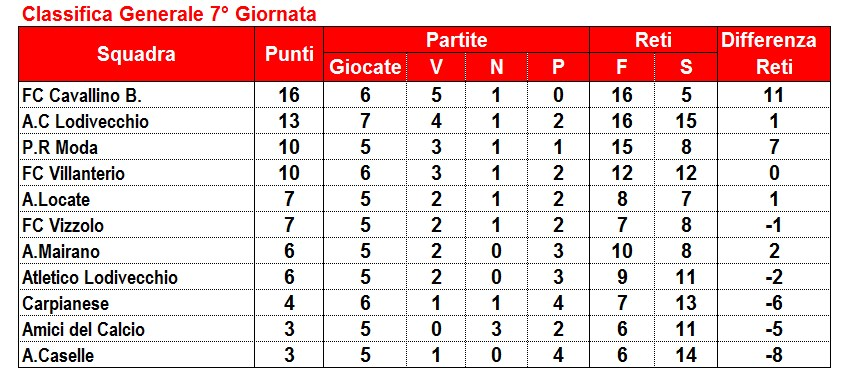 Classifica Generale 7° Giornata
Squadra Punti Partite Reti Differenza Reti
Giocate V N P F S
FC Cavallino B. 16 6 5 1 0 16 5 11
A.C Lodivecchio 13 7 4 1 2 16 15 1
P.R Moda 10 5 3 1 1 15 8 7
FC Villanterio 10 6 3 1 2 12 12 0
A.Locate 7 5 2 1 2 8 7 1
FC Vizzolo 7 5 2 1 2 7 8 -1
A.Mairano 6 5 2 0 3 10 8 2
Atletico Lodivecchio 6 5 2 0 3 9 11 -2
Carpianese 4 6 1 1 4 7 13 -6
Amici del Calcio 3 5 0 3 2 6 11 -5
A.Caselle 3 5 1 0 4 6 14 -8